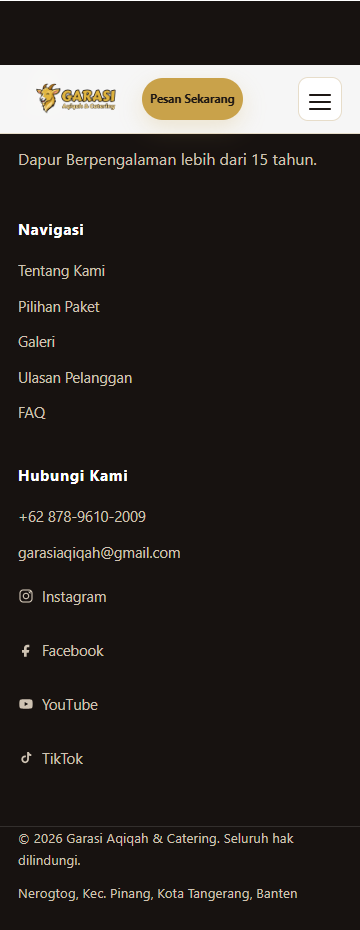 GARASI
Aqiqah & Catering
Pesan Sekarang
Dapur Berpengalaman lebih dari 15 tahun.
Navigasi
Tentang Kami
Pilihan Paket
Galeri
Ulasan Pelanggan
FAQ
Hubungi Kami
+62 878-9610-2009
garasiaqiqah@gmail.com
Instagram
Facebook
YouTube
TikTok
© 2026 Garasi Aqiqah & Catering. Seluruh hak
dilindungi.
Nerogtog, Kec. Pinang, Kota Tangerang, Banten